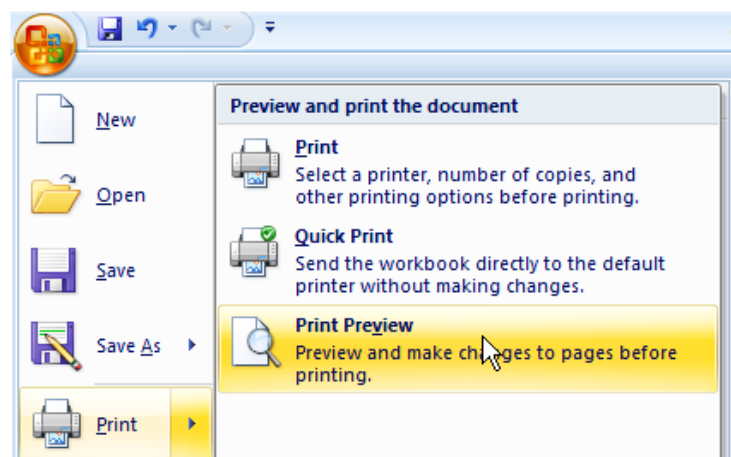 New
Open
Save
Save As
Print
Preview and print the document
Print
Select a printer, number of copies, and
other printing options before printing.
Quick Print
Send the workbook directly to the default
printer without making changes.
Print Preview
Preview and make changes to pages before
printing.